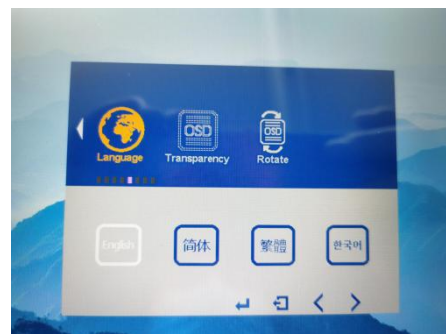 OSD
OSD
Language
Transparency
Rotate
English
简体
繁體
한국어